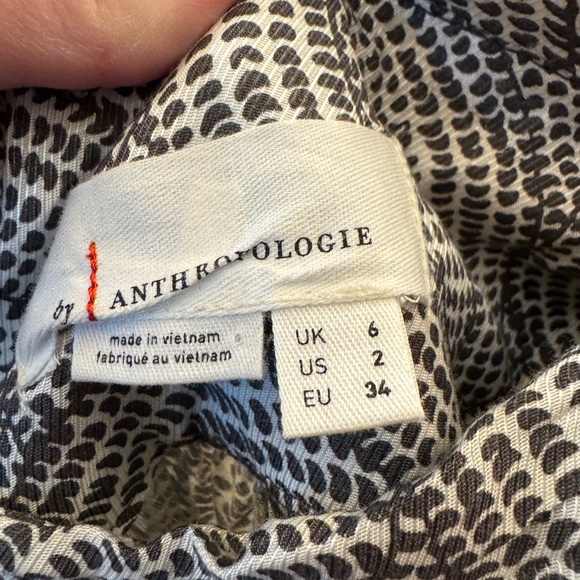 by ANTHROPOLOGIE
made in vietnam
fabriqué au vietnam
UK 6
US 2
EU 34